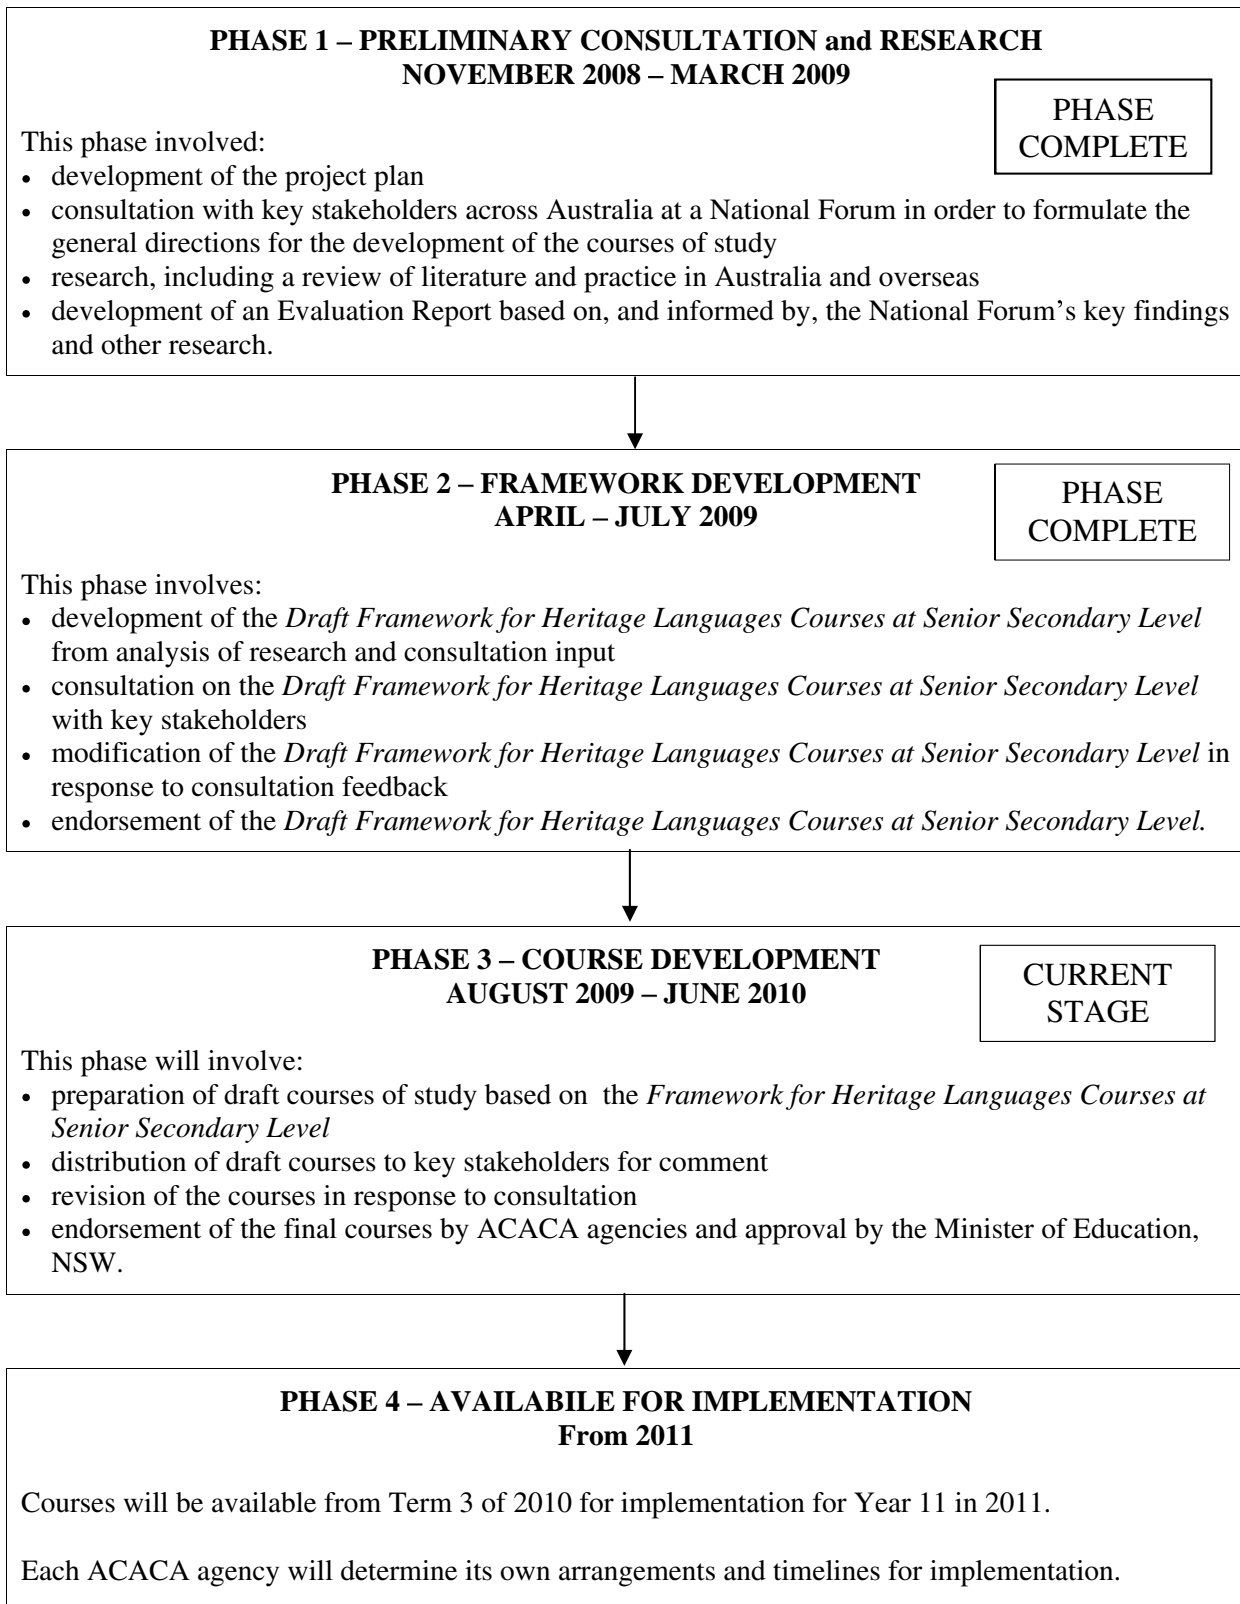 PHASE 1 – PRELIMINARY CONSULTATION and RESEARCH
NOVEMBER 2008 – MARCH 2009
PHASE
COMPLETE
This phase involved:
• development of the project plan
• consultation with key stakeholders across Australia at a National Forum in order to formulate the
general directions for the development of the courses of study
• research, including a review of literature and practice in Australia and overseas
• development of an Evaluation Report based on, and informed by, the National Forum’s key findings
and other research.
PHASE 2 – FRAMEWORK DEVELOPMENT
APRIL – JULY 2009
PHASE
COMPLETE
This phase involves:
• development of the Draft Framework for Heritage Languages Courses at Senior Secondary Level
from analysis of research and consultation input
• consultation on the Draft Framework for Heritage Languages Courses at Senior Secondary Level
with key stakeholders
• modification of the Draft Framework for Heritage Languages Courses at Senior Secondary Level in
response to consultation feedback
• endorsement of the Draft Framework for Heritage Languages Courses at Senior Secondary Level.
PHASE 3 – COURSE DEVELOPMENT
AUGUST 2009 – JUNE 2010
CURRENT
STAGE
This phase will involve:
• preparation of draft courses of study based on the Framework for Heritage Languages Courses at
Senior Secondary Level
• distribution of draft courses to key stakeholders for comment
• revision of the courses in response to consultation
• endorsement of the final courses by ACACA agencies and approval by the Minister of Education,
NSW.
PHASE 4 – AVAILABILE FOR IMPLEMENTATION
From 2011
Courses will be available from Term 3 of 2010 for implementation for Year 11 in 2011.
Each ACACA agency will determine its own arrangements and timelines for implementation.